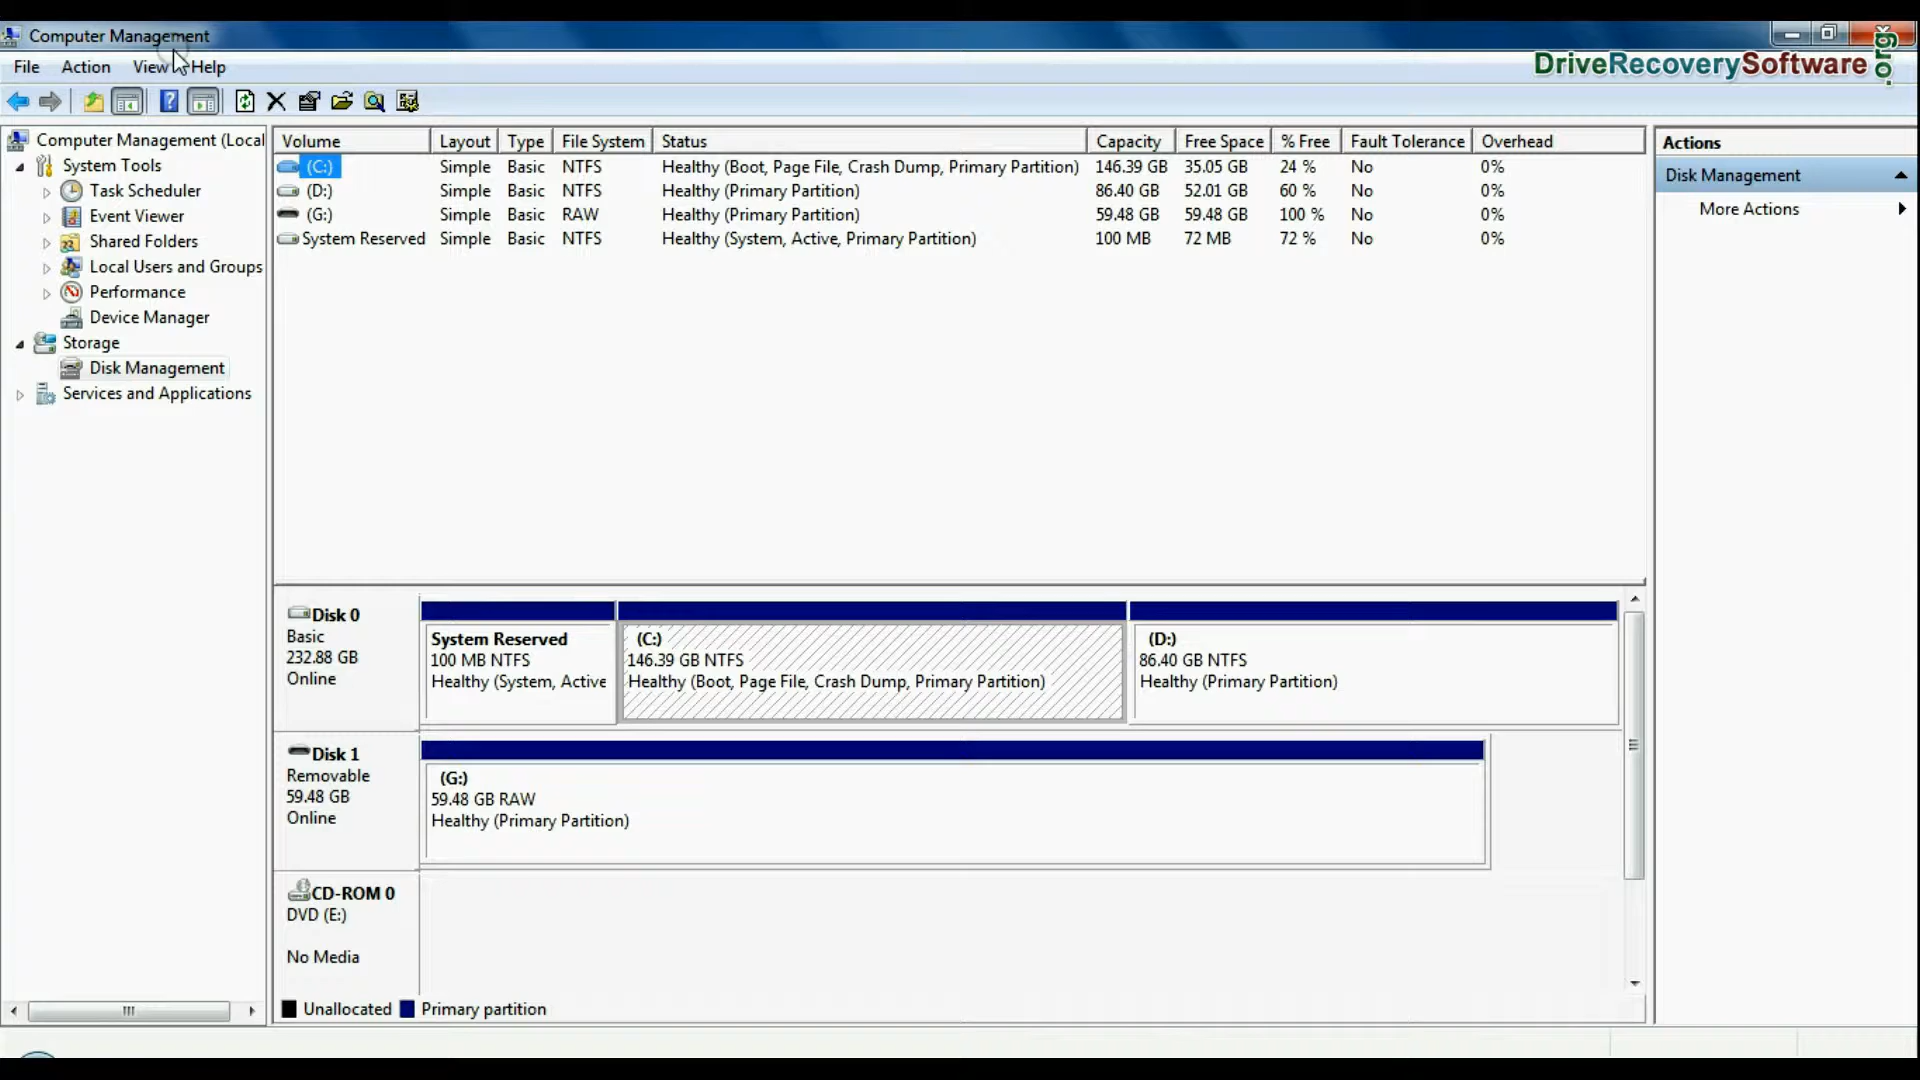 Computer Management
File Action View Help
DriveRecoverySoftware.org
Computer Management (Local
System Tools
Task Scheduler
Event Viewer
Shared Folders
Local Users and Groups
Performance
Device Manager
Storage
Disk Management
Services and Applications
Volume Layout Type File System Status Capacity Free Space % Free Fault Tolerance Overhead
(C:) Simple Basic NTFS Healthy (Boot, Page File, Crash Dump, Primary Partition) 146.39 GB 35.05 GB 24 % No 0%
(D:) Simple Basic NTFS Healthy (Primary Partition) 86.40 GB 52.01 GB 60 % No 0%
(G:) Simple Basic RAW Healthy (Primary Partition) 59.48 GB 59.48 GB 100 % No 0%
System Reserved Simple Basic NTFS Healthy (System, Active, Primary Partition) 100 MB 72 MB 72 % No 0%
Actions
Disk Management
More Actions
Disk 0
Basic
232.88 GB
Online
System Reserved
100 MB NTFS
Healthy (System, Active
(C:)
146.39 GB NTFS
Healthy (Boot, Page File, Crash Dump, Primary Partition)
(D:)
86.40 GB NTFS
Healthy (Primary Partition)
Disk 1
Removable
59.48 GB
Online
(G:)
59.48 GB RAW
Healthy (Primary Partition)
CD-ROM 0
DVD (E:)
No Media
Unallocated Primary partition